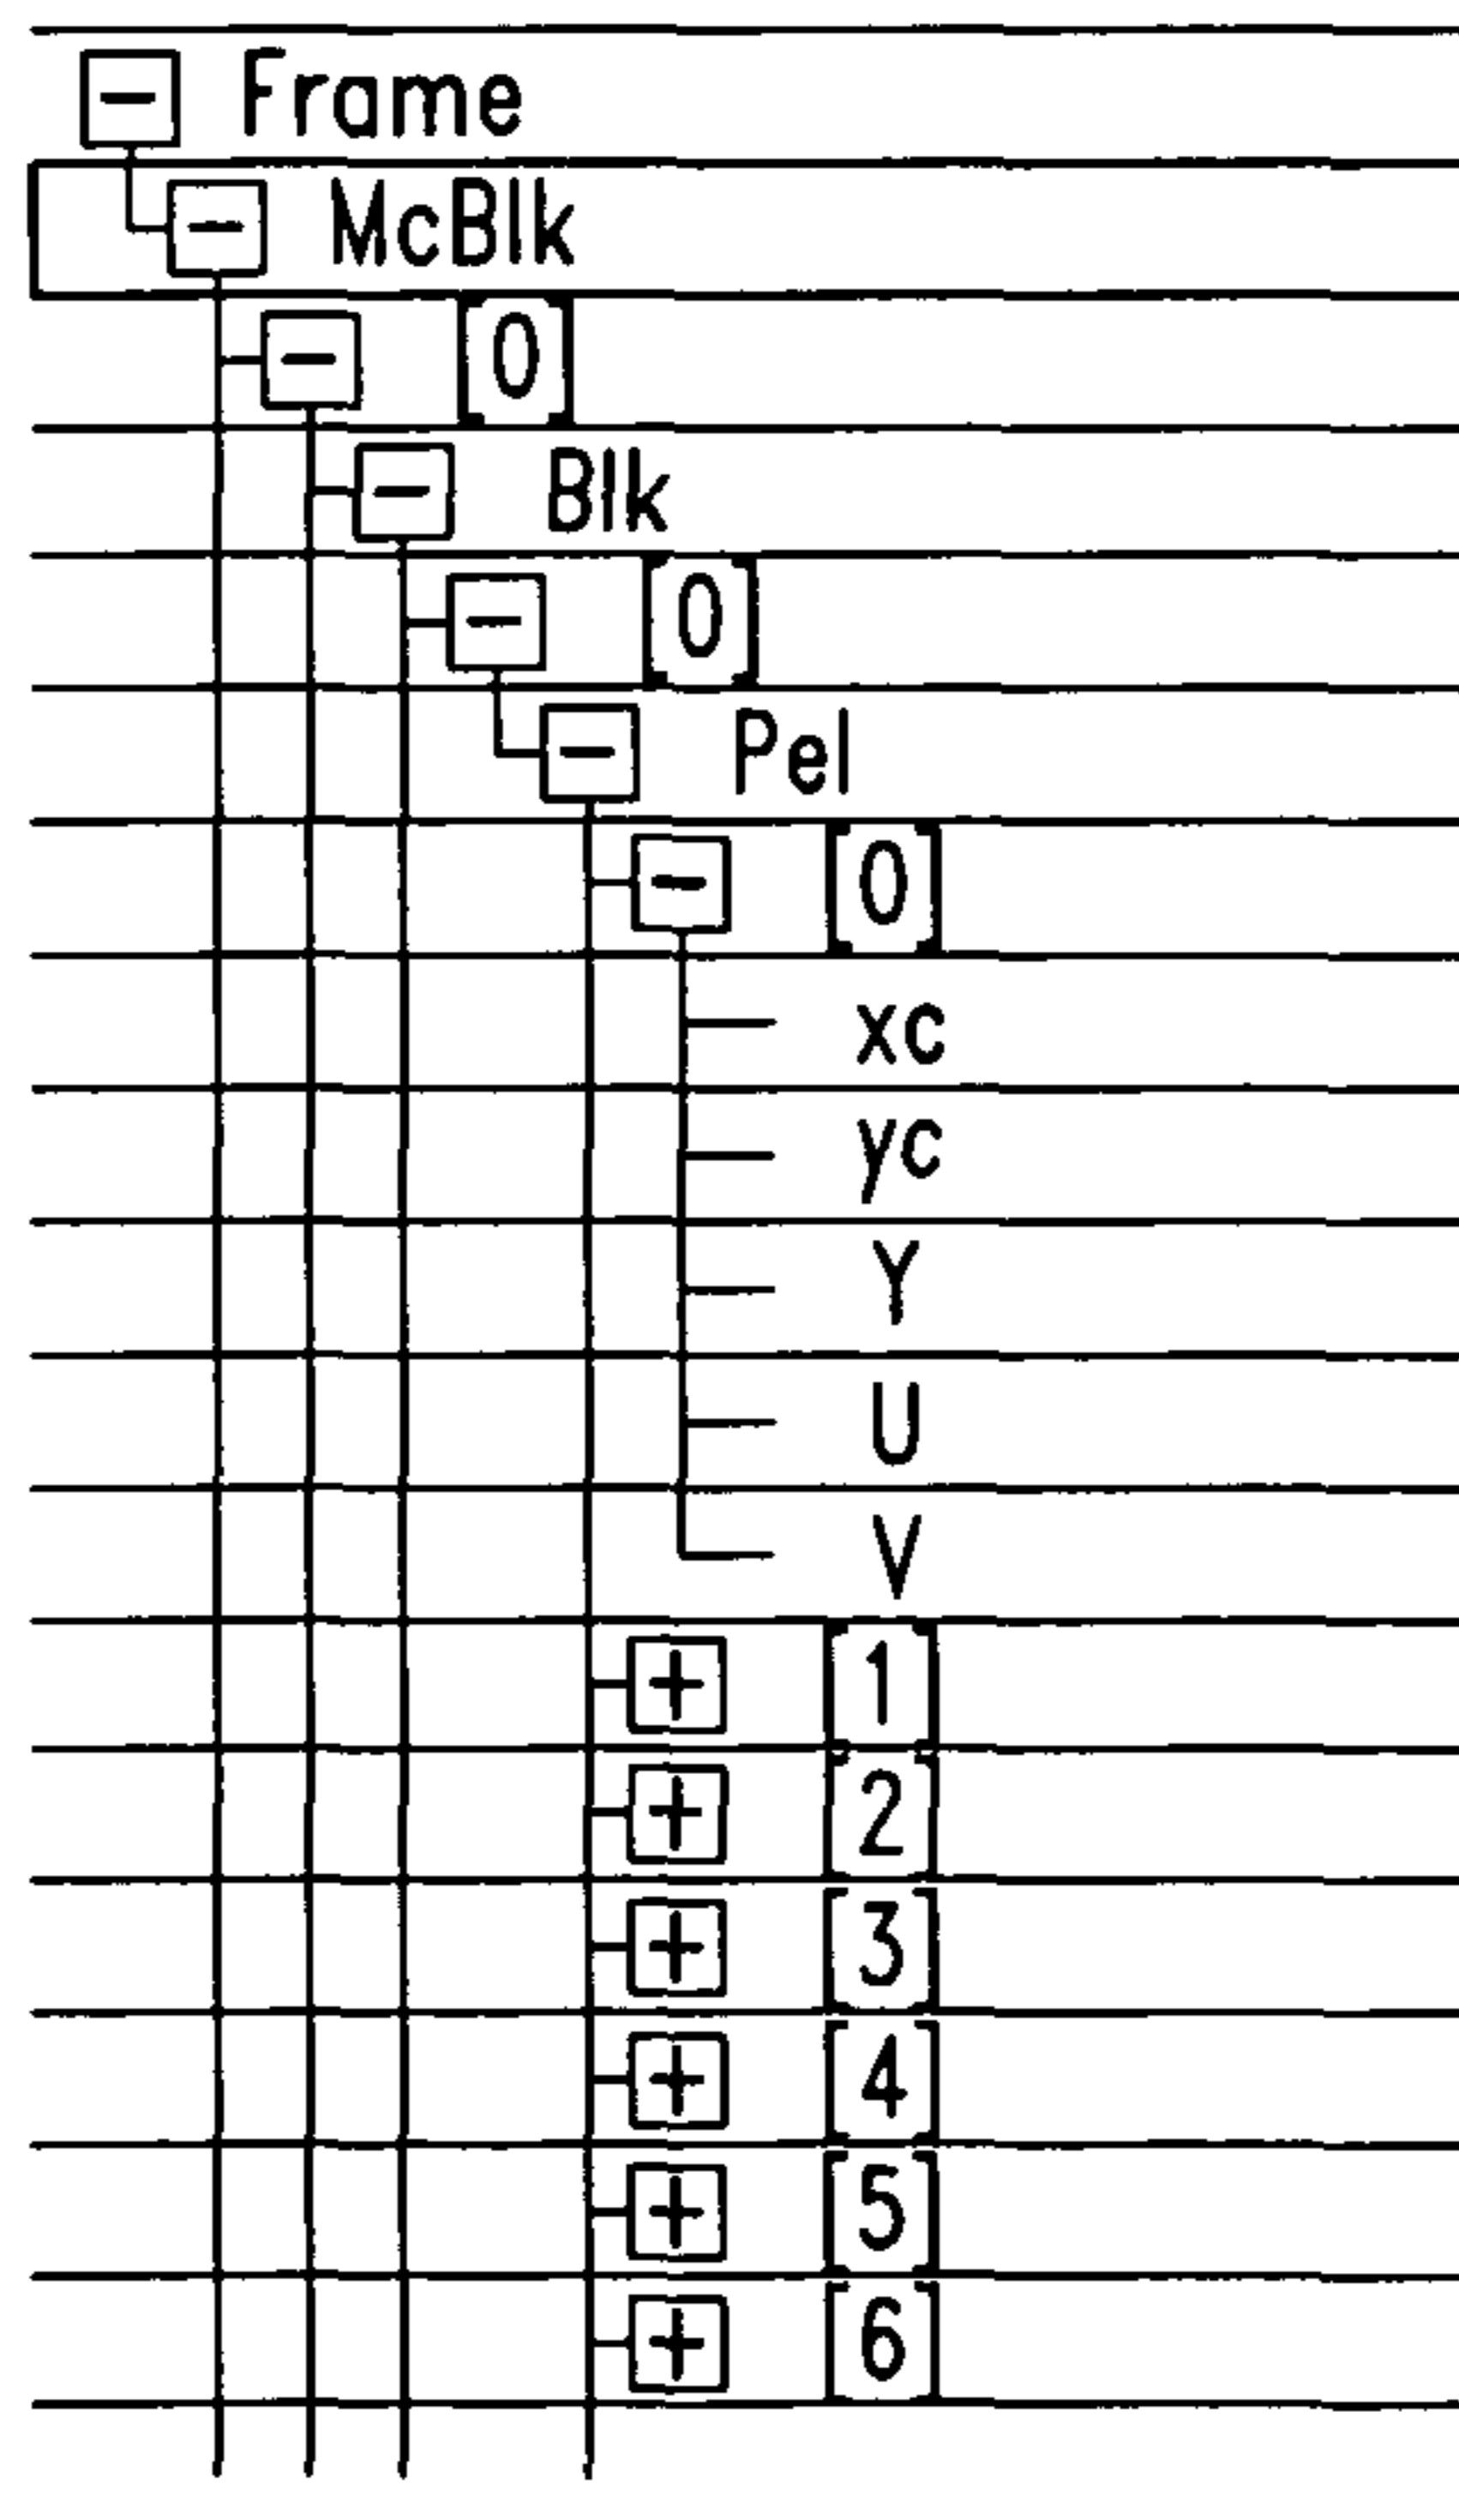 Frame
McBlk
[0]
Blk
[0]
Pel
[0]
xc
yc
Y
U
V
[1]
[2]
[3]
[4]
[5]
[6]